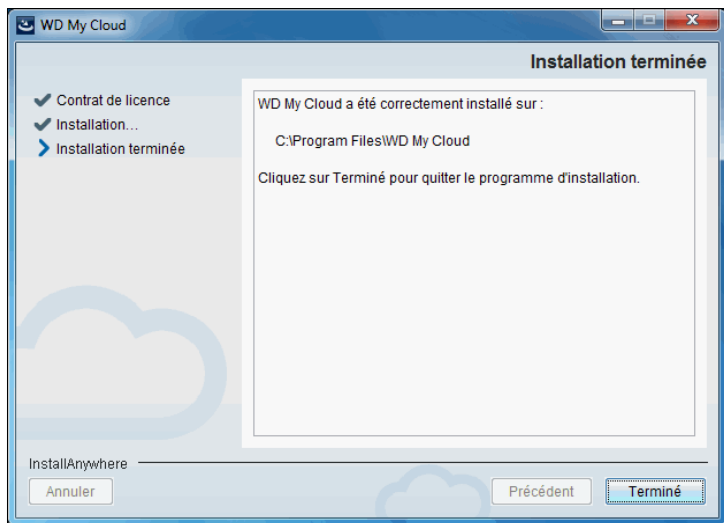 WD My Cloud
Installation terminée
Contrat de licence
Installation...
Installation terminée
WD My Cloud a été correctement installé sur :
C:\Program Files\WD My Cloud
Cliquez sur Terminé pour quitter le programme d'installation.
InstallAnywhere
Annuler
Précédent
Terminé